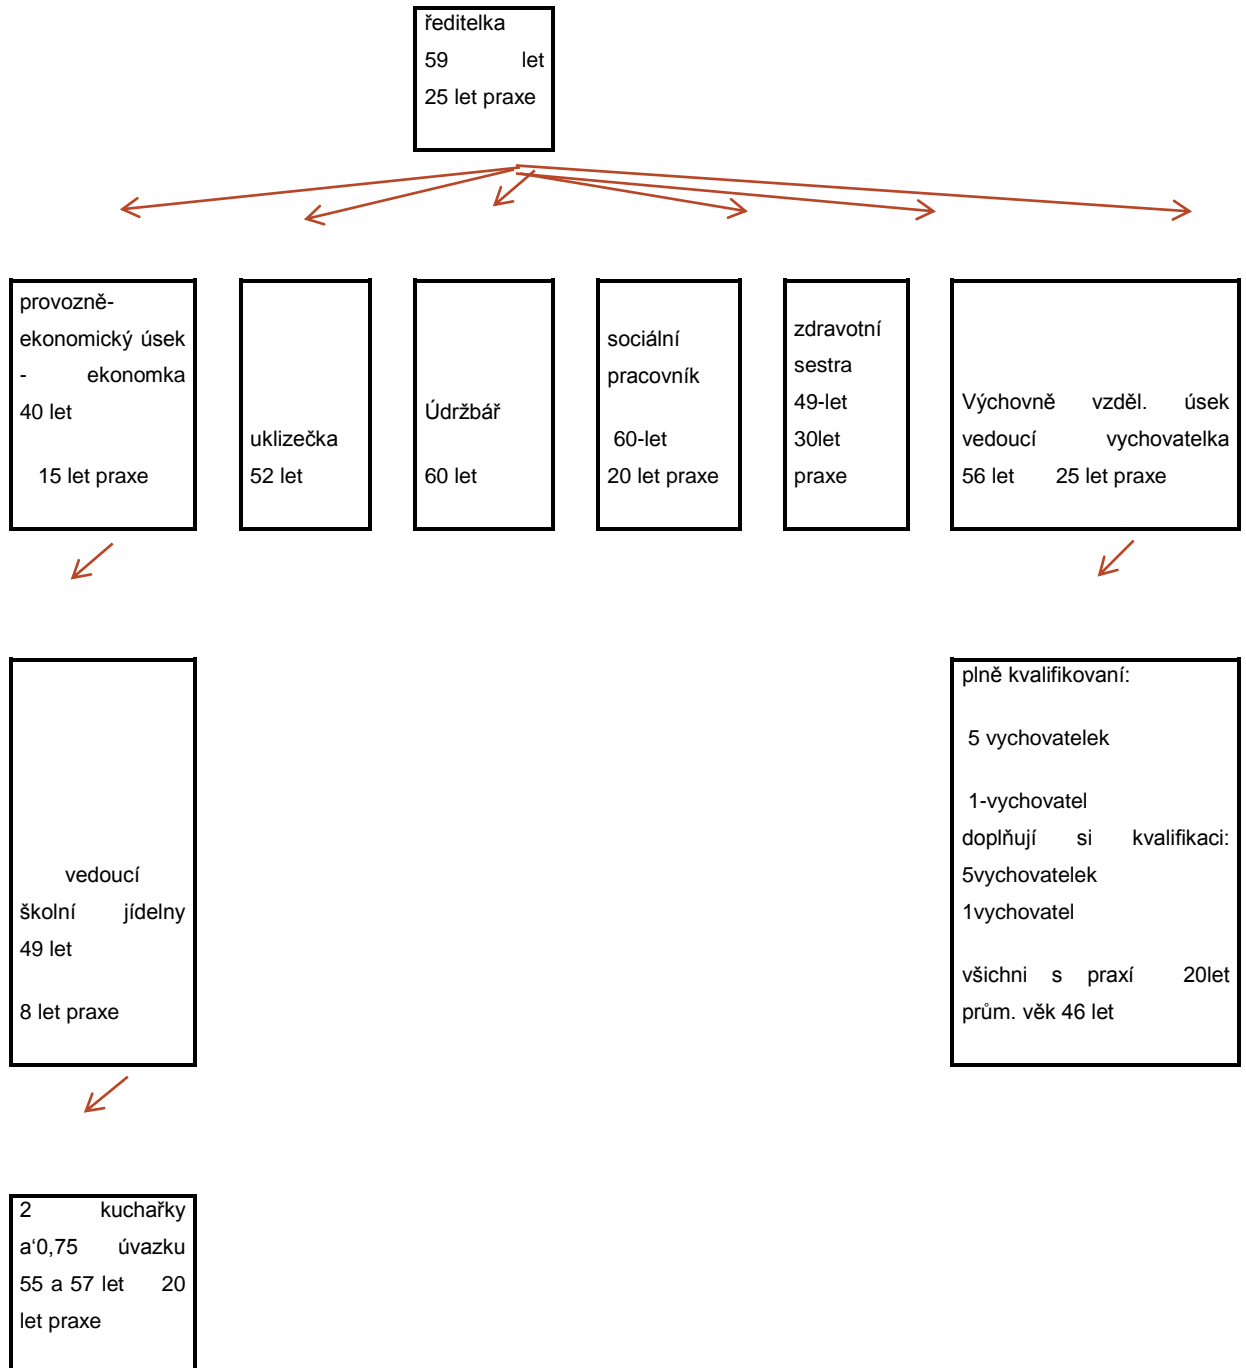 ředitelka
59 let
25 let praxe
provozně-
ekonomický úsek
- ekonomka
40 let
15 let praxe
uklizečka
52 let
Údržbář
60 let
sociální
pracovník
60-let
20 let praxe
zdravotní
sestra
49-let
30let
praxe
Výchovně vzděl. úsek
vedoucí vychovatelka
56 let 25 let praxe
vedoucí
školní jídelny
49 let
8 let praxe
plně kvalifikovaní:
5 vychovatelek
1-vychovatel
doplňují si kvalifikaci:
5vychovatelek
1vychovatel
všichni s praxí 20let
prům. věk 46 let
2 kuchařky
a‘0,75 úvazku
55 a 57 let 20
let praxe